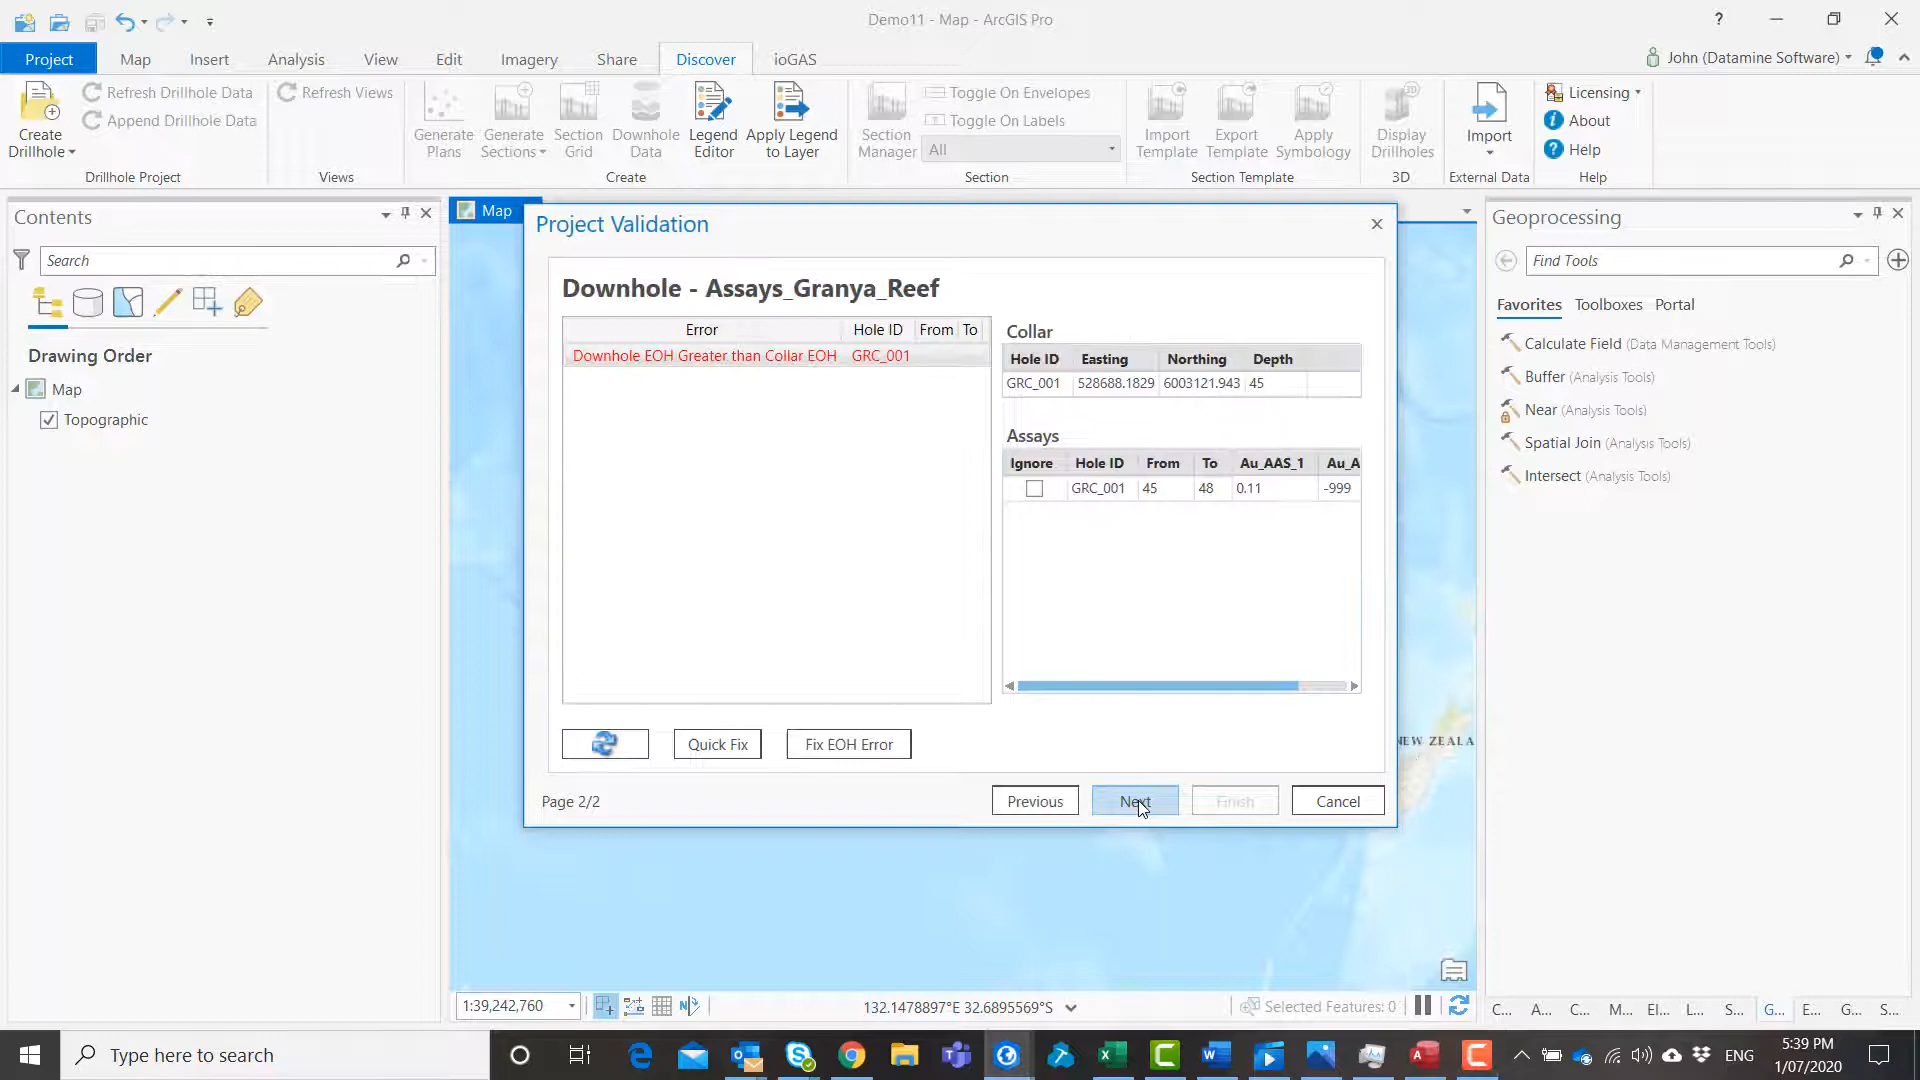 Demo11 - Map - ArcGIS Pro
?
Project
Map
Insert
Analysis
View
Edit
Imagery
Share
Discover
ioGAS
John (Datamine Software)
Create
Drillhole
Refresh Drillhole Data
Append Drillhole Data
Drillhole Project
Refresh Views
Views
Generate
Plans
Generate
Sections
Section
Grid
Downhole
Data
Legend
Editor
Apply Legend
to Layer
Create
Section
Manager
Toggle On Envelopes
Toggle On Labels
All
Section
Import
Template
Export
Template
Apply
Symbology
Section Template
Display
Drillholes
3D
Import
External Data
Licensing
About
Help
Help
Contents
Search
Drawing Order
Map
Topographic
Map
Project Validation
Downhole - Assays_Granya_Reef
Error Hole ID From To
Downhole EOH Greater than Collar EOH GRC_001
Collar
Hole ID Easting Northing Depth
GRC_001 528688.1829 6003121.943 45
Assays
Ignore Hole ID From To Au_AAS_1 Au_A
GRC_001 45 48 0.11 -999
Quick Fix
Fix EOH Error
Page 2/2
Previous
Next
Finish
Cancel
NEW ZEALA
1:39,242,760
132.1478897°E 32.6895569°S
Selected Features: 0
Geoprocessing
Find Tools
Favorites Toolboxes Portal
Calculate Field (Data Management Tools)
Buffer (Analysis Tools)
Near (Analysis Tools)
Spatial Join (Analysis Tools)
Intersect (Analysis Tools)
C... A... C... M... El... L... S... G... E... G... S...
Type here to search
ENG
5:39 PM
1/07/2020